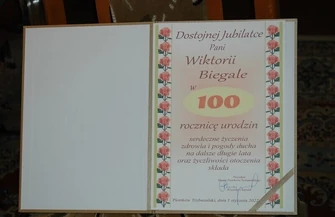 Dostojnej Jubilatce
Pani
Wiktorii
Biegale
w
100
rocznicę urodzin
serdeczne życzenia
zdrowia i pogody ducha
na dalsze długie lata
oraz życzliwości otoczenia
składa